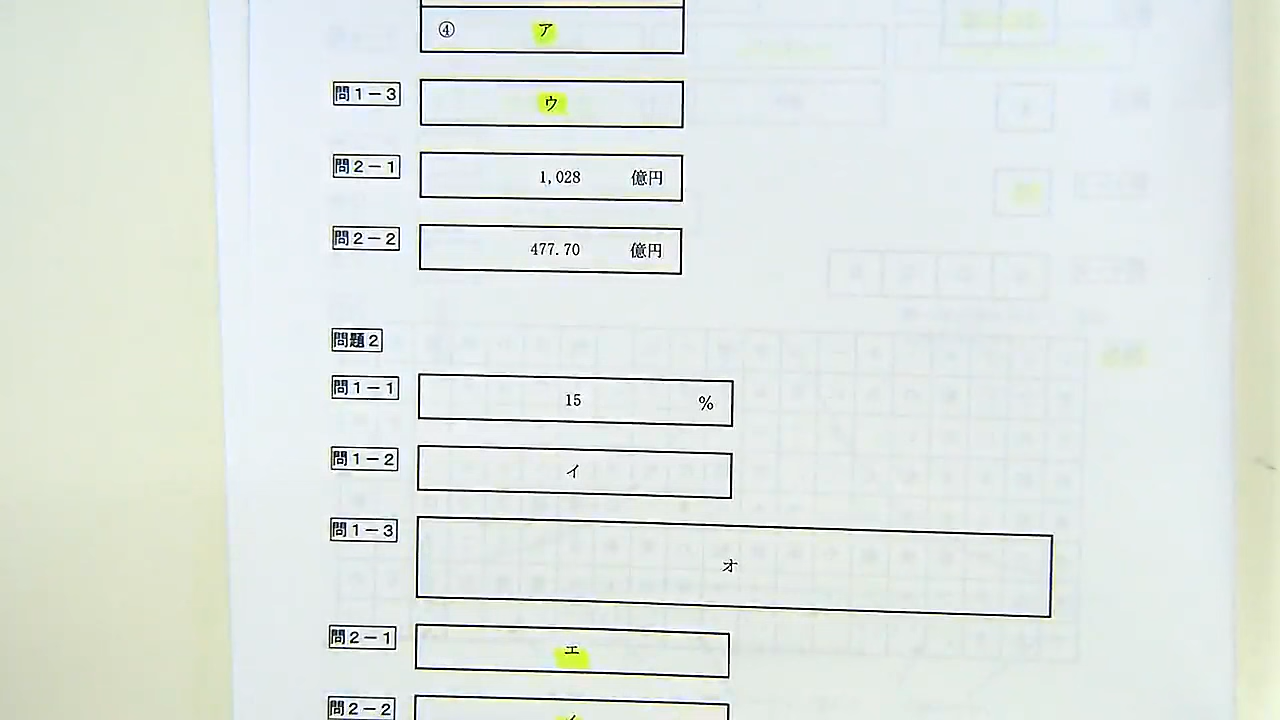 ④ ア
問1－3 ウ
問2－1 1,028 億円
問2－2 477.70 億円
問題2
問1－1 15 %
問1－2 イ
問1－3 オ
問2－1 エ
問2－2